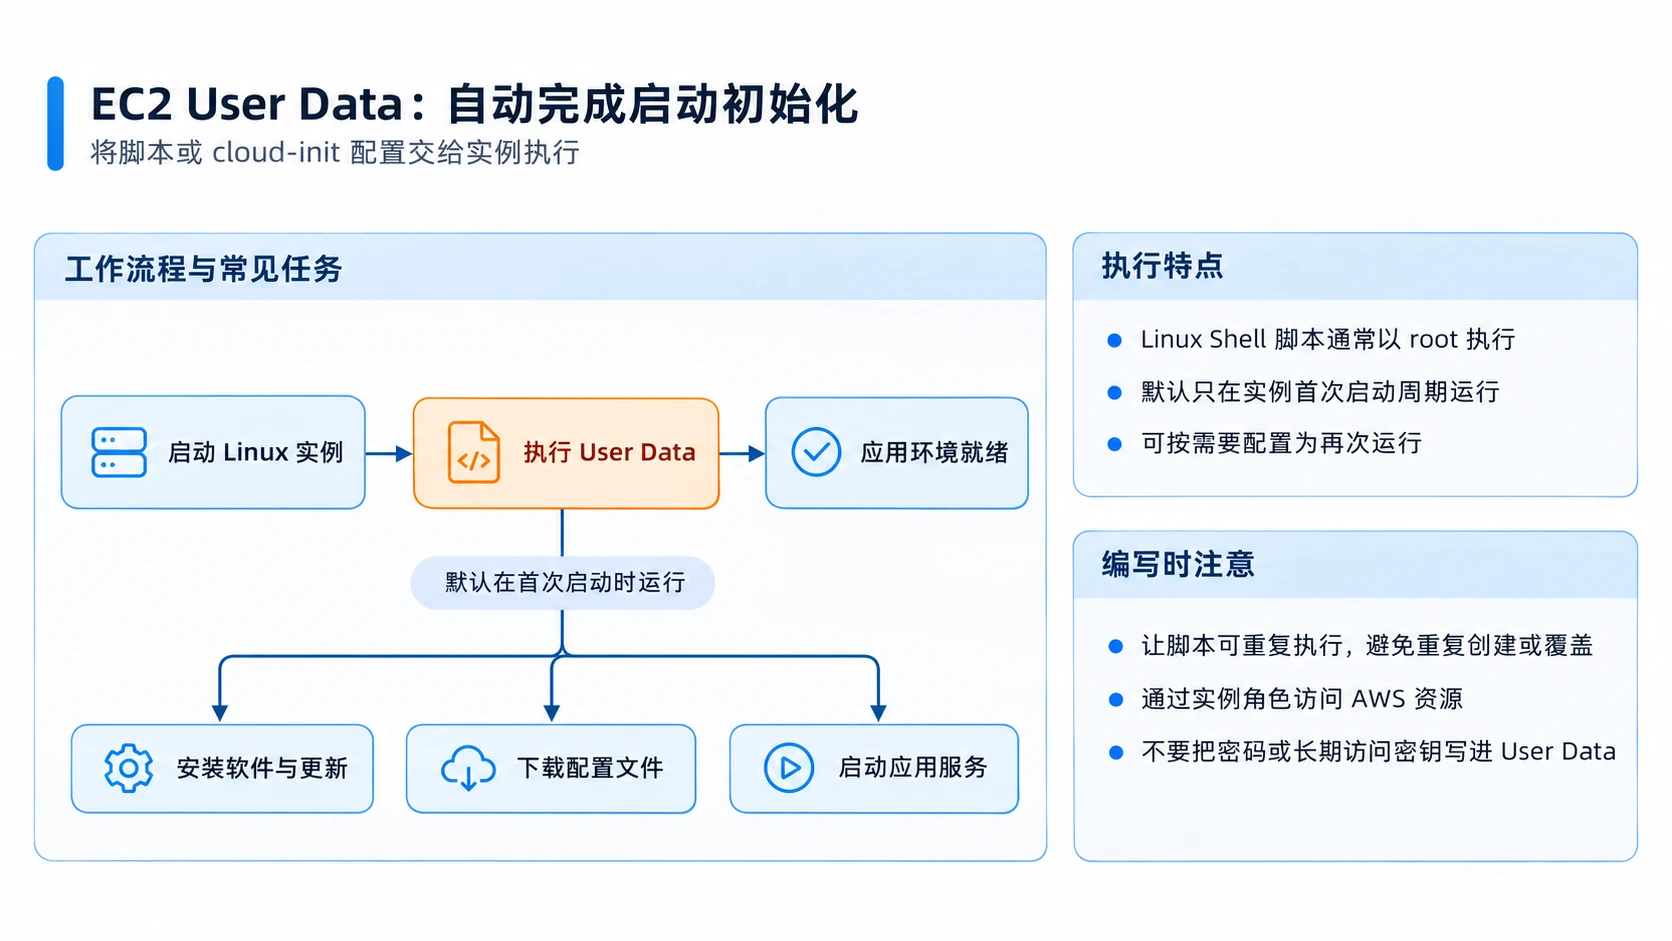 EC2 User Data：自动完成启动初始化
将脚本或 cloud-init 配置交给实例执行
工作流程与常见任务
启动 Linux 实例
</>
执行 User Data
应用环境就绪
默认在首次启动时运行
安装软件与更新
下载配置文件
启动应用服务
执行特点
Linux Shell 脚本通常以 root 执行
默认只在实例首次启动周期运行
可按需要配置为再次运行
编写时注意
让脚本可重复执行，避免重复创建或覆盖
通过实例角色访问 AWS 资源
不要把密码或长期访问密钥写进 User Data